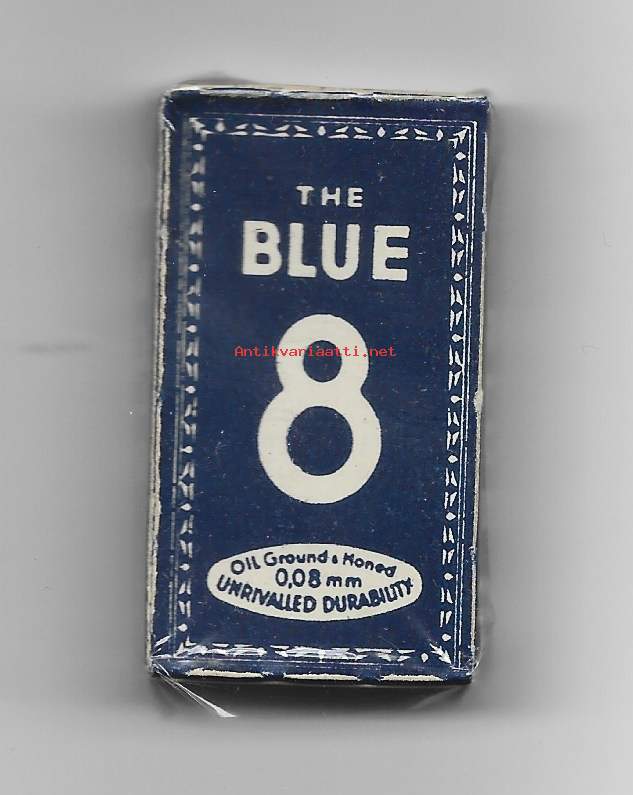 THE
BLUE
8
Antikvariaatti.net
OIL Ground & Honed
0,08 mm
UNRIVALLED DURABILITY